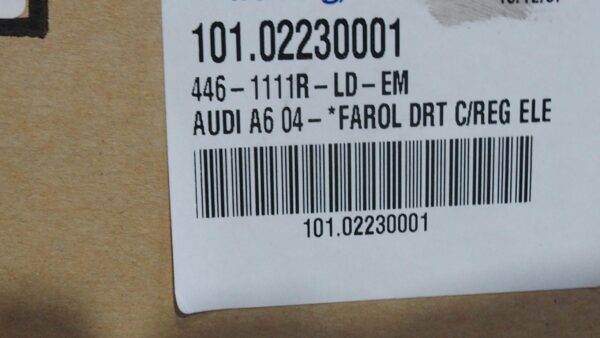 101.02230001
446-1111R-LD-EM
AUDI A6 04-*FAROL DRT C/REG ELE
101.02230001